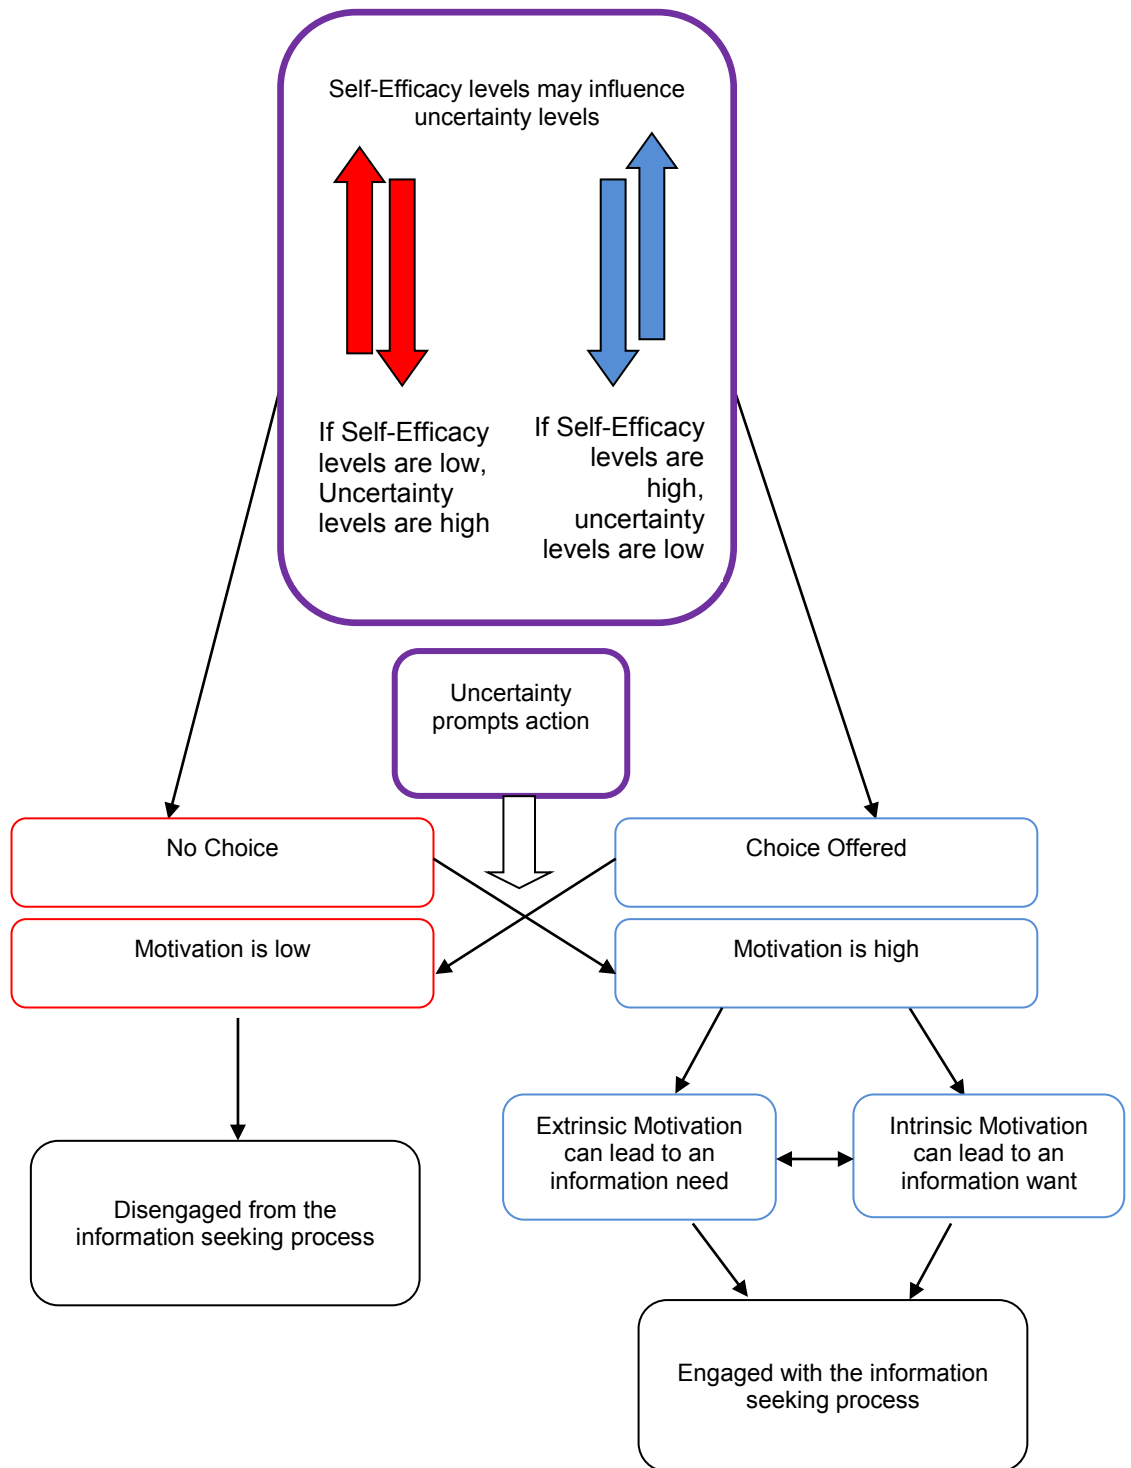 Self-Efficacy levels may influence
uncertainty levels
If Self-Efficacy
levels are low,
Uncertainty
levels are high
If Self-Efficacy
levels are
high,
uncertainty
levels are low
Uncertainty
prompts action
No Choice
Choice Offered
Motivation is low
Motivation is high
Extrinsic Motivation
can lead to an
information need
Intrinsic Motivation
can lead to an
information want
Disengaged from the
information seeking process
Engaged with the information
seeking process